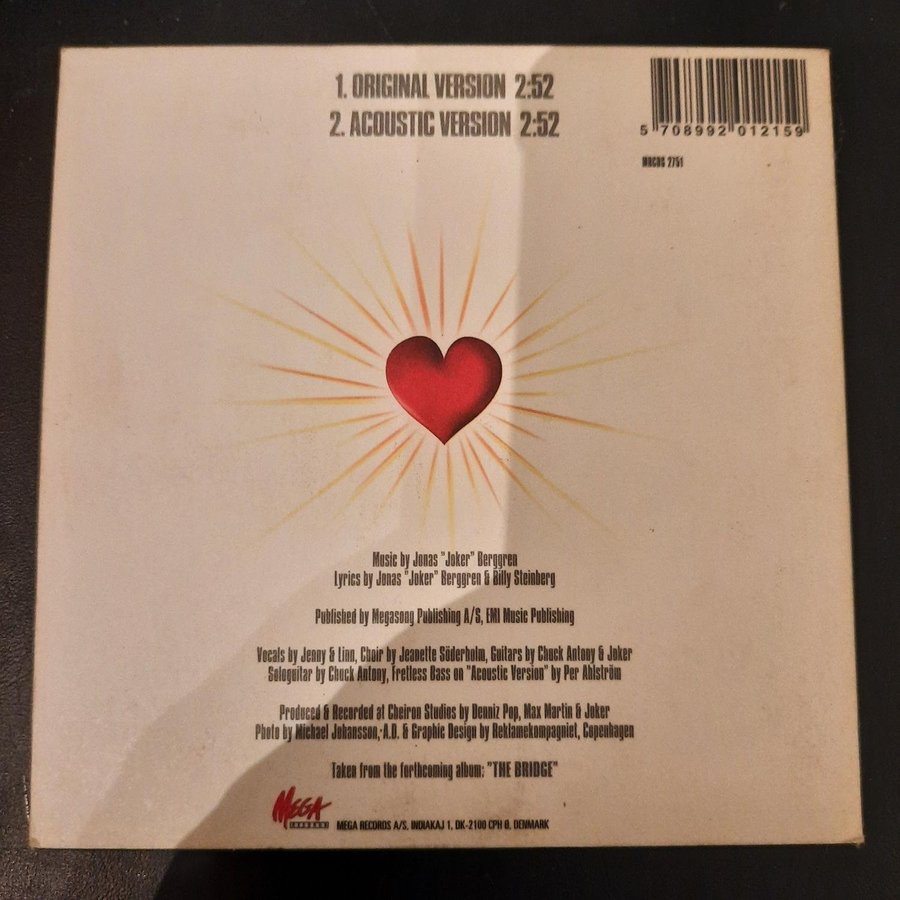 1. ORIGINAL VERSION 2:52
2. ACOUSTIC VERSION 2:52
5 708992 012159
MRCDS 2751
Music by Jonas "Joker" Berggren
Lyrics by Jonas "Joker" Berggren & Billy Steinberg
Published by Megasong Publishing A/S, EMI Music Publishing
Vocals by Jenny & Linn, Choir by Jeanette Söderholm, Guitars by Chuck Antony & Joker
Sologuitar by Chuck Antony, Fretless Bass on "Acoustic Version" by Per Ahlström
Produced & Recorded at Cheiron Studios by Denniz Pop, Max Martin & Joker
Photo by Michael Johansson, A.D. & Graphic Design by Reklamekompagniet, Copenhagen
Taken from the forthcoming album: "THE BRIDGE"
MEGA
RECORDS
MEGA RECORDS A/S, INDIAKAJ 1, DK-2100 CPH Ø, DENMARK